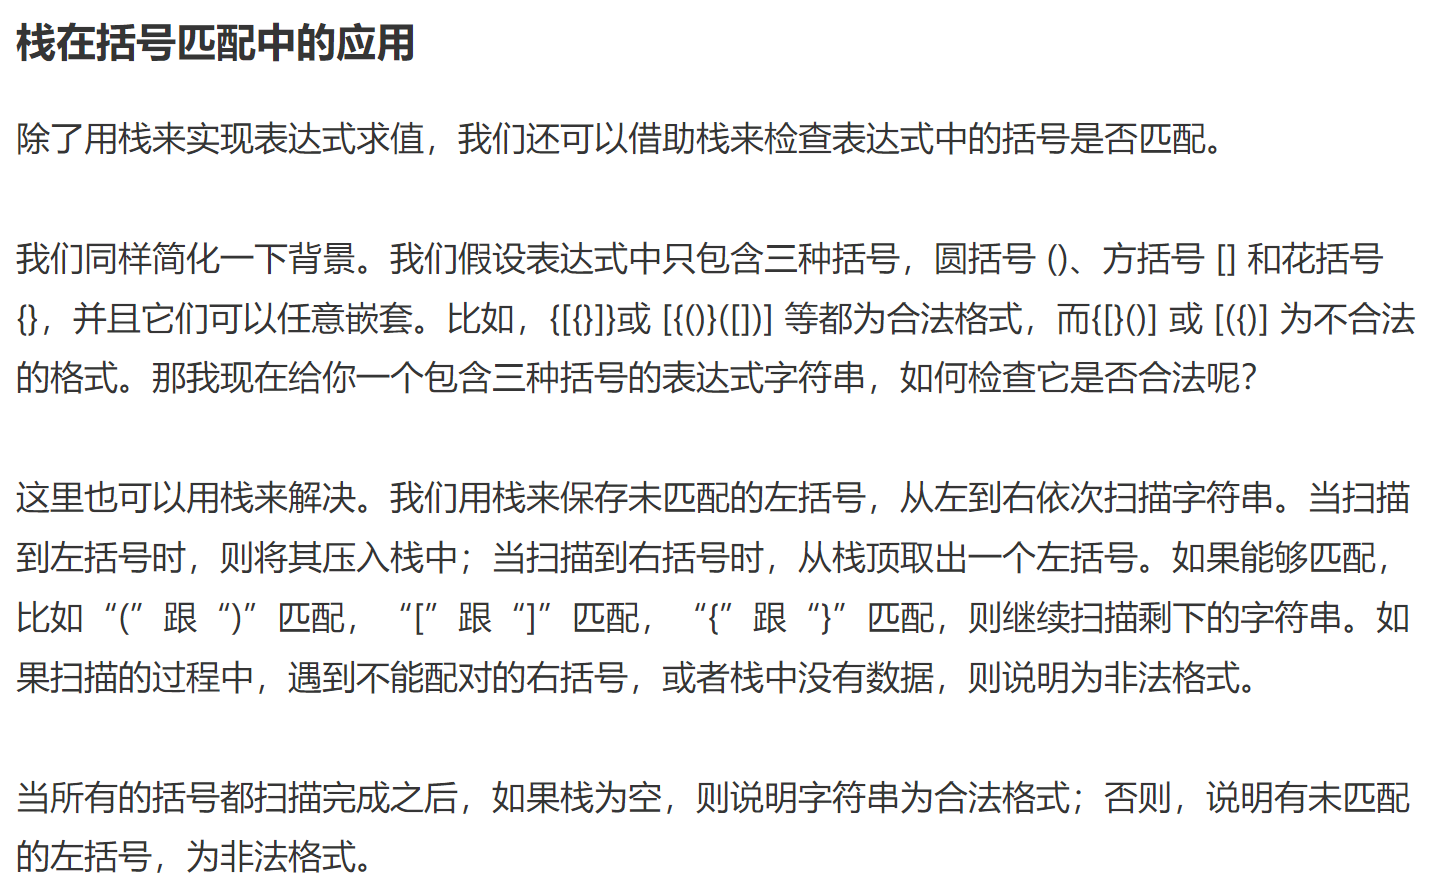 栈在括号匹配中的应用
除了用栈来实现表达式求值，我们还可以借助栈来检查表达式中的括号是否匹配。
我们同样简化一下背景。我们假设表达式中只包含三种括号，圆括号 ()、方括号 [] 和花括号
{}，并且它们可以任意嵌套。比如，{[{}]}或 [{()}([])] 等都为合法格式，而{[}()] 或 [({)] 为不合法
的格式。那我现在给你一个包含三种括号的表达式字符串，如何检查它是否合法呢？
这里也可以用栈来解决。我们用栈来保存未匹配的左括号，从左到右依次扫描字符串。当扫描
到左括号时，则将其压入栈中；当扫描到右括号时，从栈顶取出一个左括号。如果能够匹配，
比如“(”跟“)”匹配，“[”跟“]”匹配，“{”跟“}”匹配，则继续扫描剩下的字符串。如
果扫描的过程中，遇到不能配对的右括号，或者栈中没有数据，则说明为非法格式。
当所有的括号都扫描完成之后，如果栈为空，则说明字符串为合法格式；否则，说明有未匹配
的左括号，为非法格式。